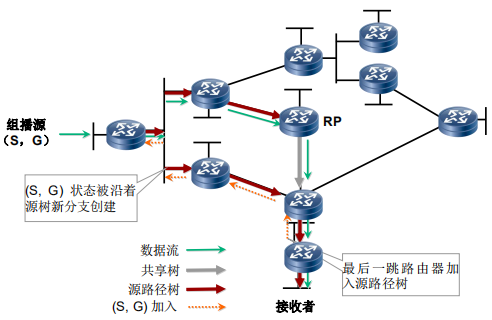 RP
组播源
（S，G）
(S, G) 状态被沿着
源树新分支创建
数据流
共享树
源路径树
(S, G) 加入
最后一跳路由器加
入源路径树
接收者